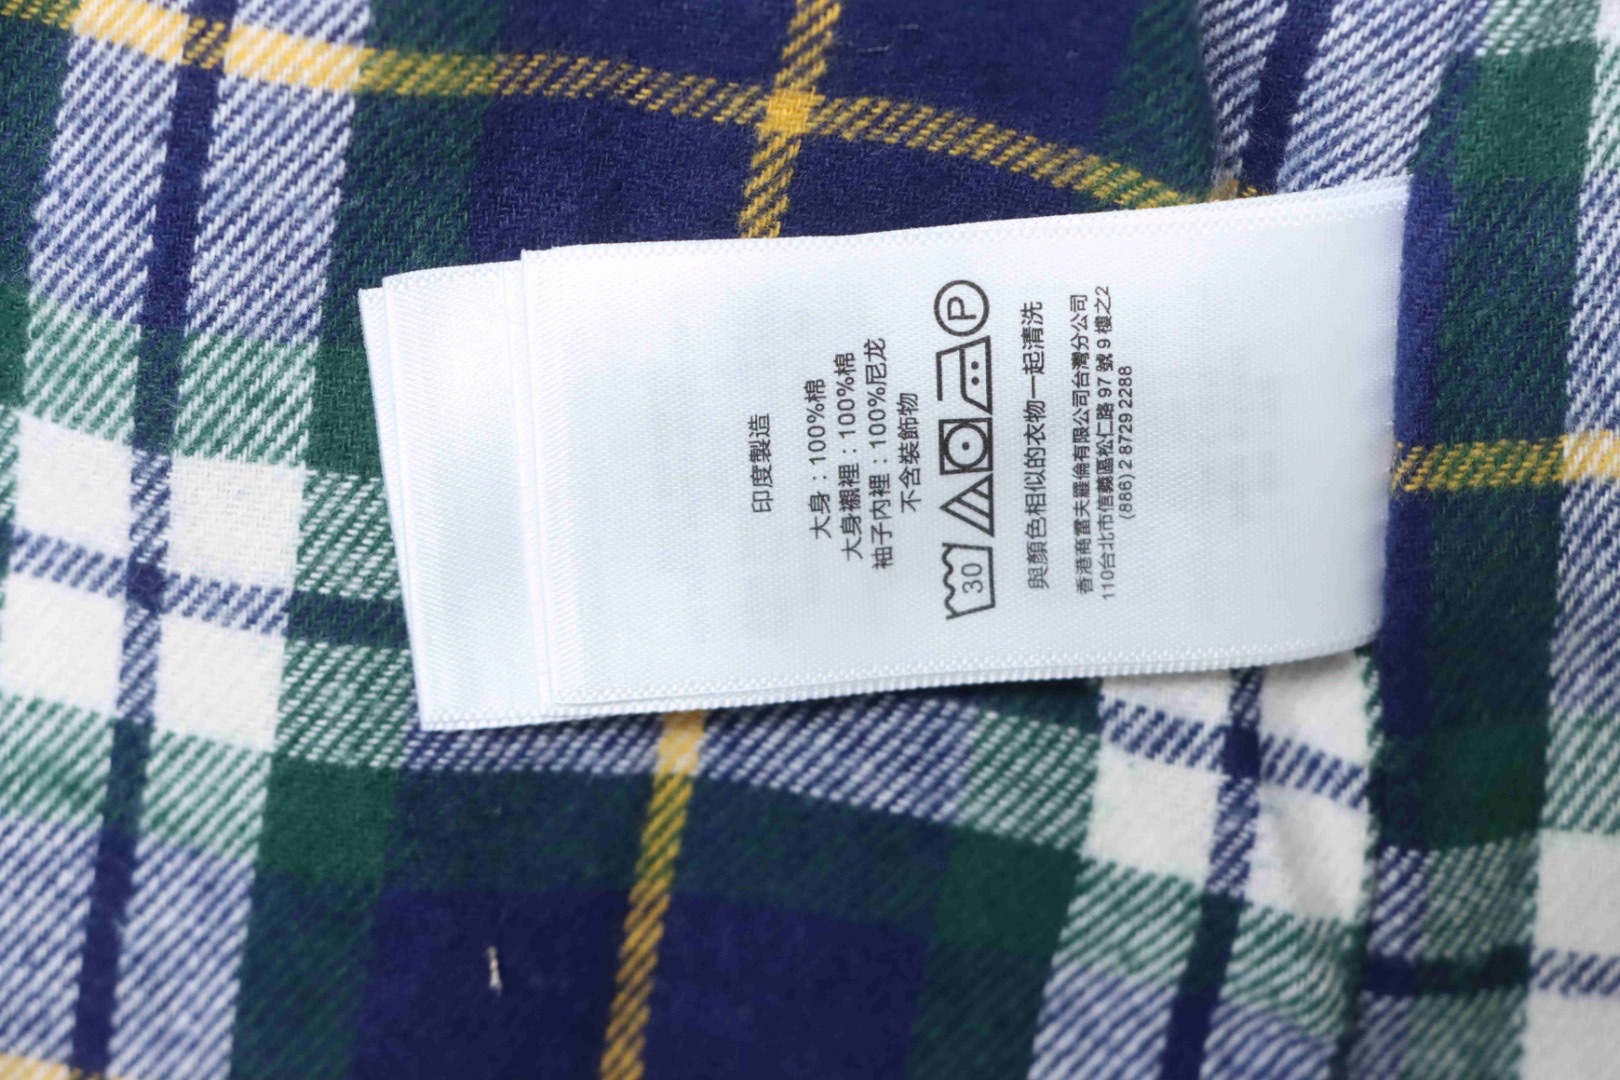 印度製造
大身：100%棉
大身襯裡：100%棉
袖子內裡：100%尼龙
不含裝飾物
30 P
與顏色相似的衣物一起清洗
香港商雷夫羅倫有限公司台灣分公司
110台北市信義區松仁路 97 號 9 樓之2
(886) 2 8729 2288